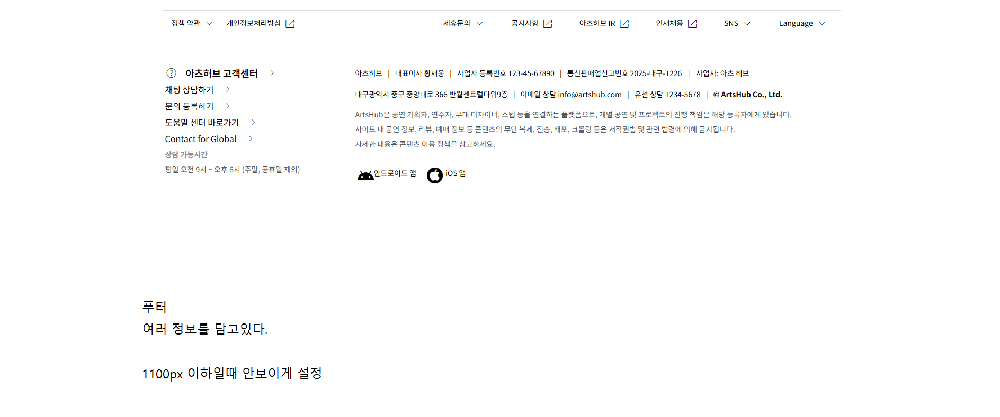 정책 약관 개인정보처리방침 제휴문의 공지사항 아츠허브 IR 인재채용 SNS Language
아츠허브 고객센터
채팅 상담하기
문의 등록하기
도움말 센터 바로가기
Contact for Global
상담 가능시간
평일 오전 9시 ~ 오후 6시 (주말, 공휴일 제외)
아츠허브 | 대표이사 황재웅 | 사업자 등록번호 123-45-67890 | 통신판매업신고번호 2025-대구-1226 | 사업자: 아츠 허브
대구광역시 중구 중앙대로 366 반월센트럴타워9층 | 이메일 상담 info@artshub.com | 유선 상담 1234-5678 | © ArtsHub Co., Ltd.
ArtsHub은 공연 기획자, 연주자, 무대 디자이너, 스텝 등을 연결하는 플랫폼으로, 개별 공연 및 프로젝트의 진행 책임은 해당 등록자에게 있습니다.
사이트 내 공연 정보, 리뷰, 예매 정보 등 콘텐츠의 무단 복제, 전송, 배포, 크롤링 등은 저작권법 및 관련 법령에 의해 금지됩니다.
자세한 내용은 콘텐츠 이용 정책을 참고하세요.
안드로이드 앱 iOS 앱
푸터
여러 정보를 담고있다.
1100px 이하일때 안보이게 설정